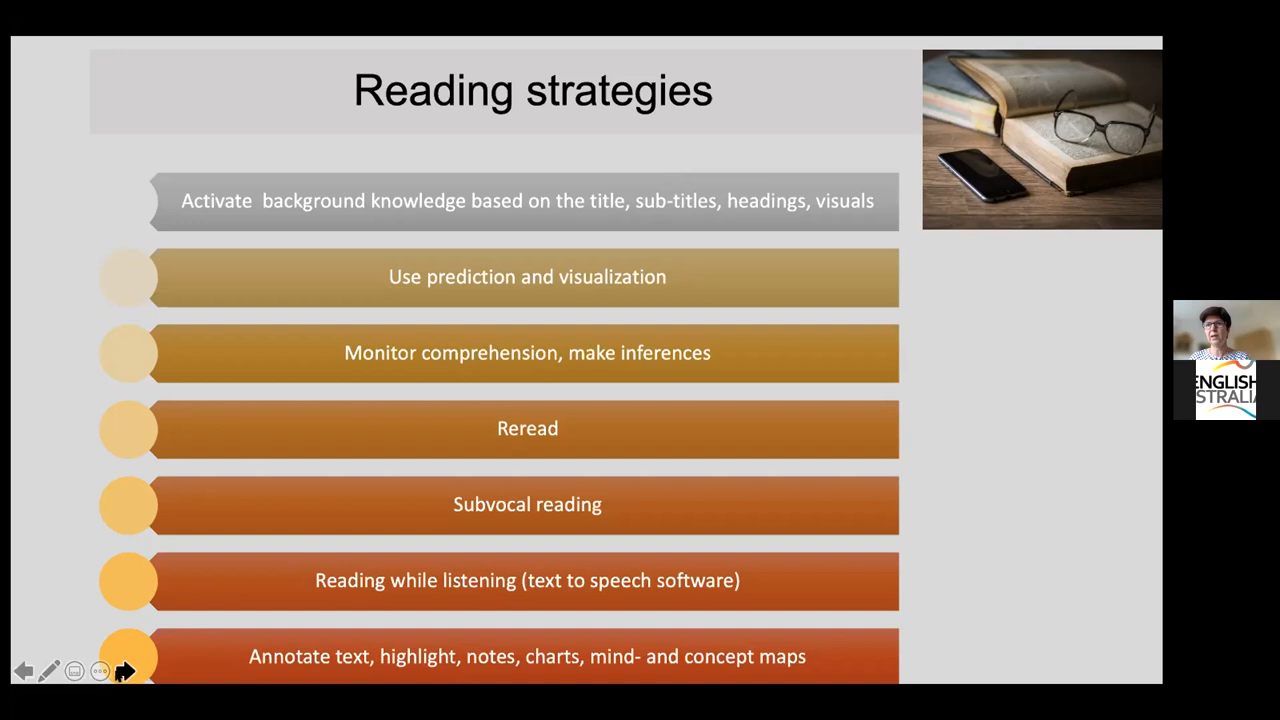 Reading strategies
Activate  background knowledge based on the title, sub-titles, headings, visuals
Use prediction and visualization
Monitor comprehension, make inferences
Reread
Subvocal reading
Reading while listening (text to speech software)
Annotate text, highlight, notes, charts, mind- and concept maps
ENGLISH
STRALIA